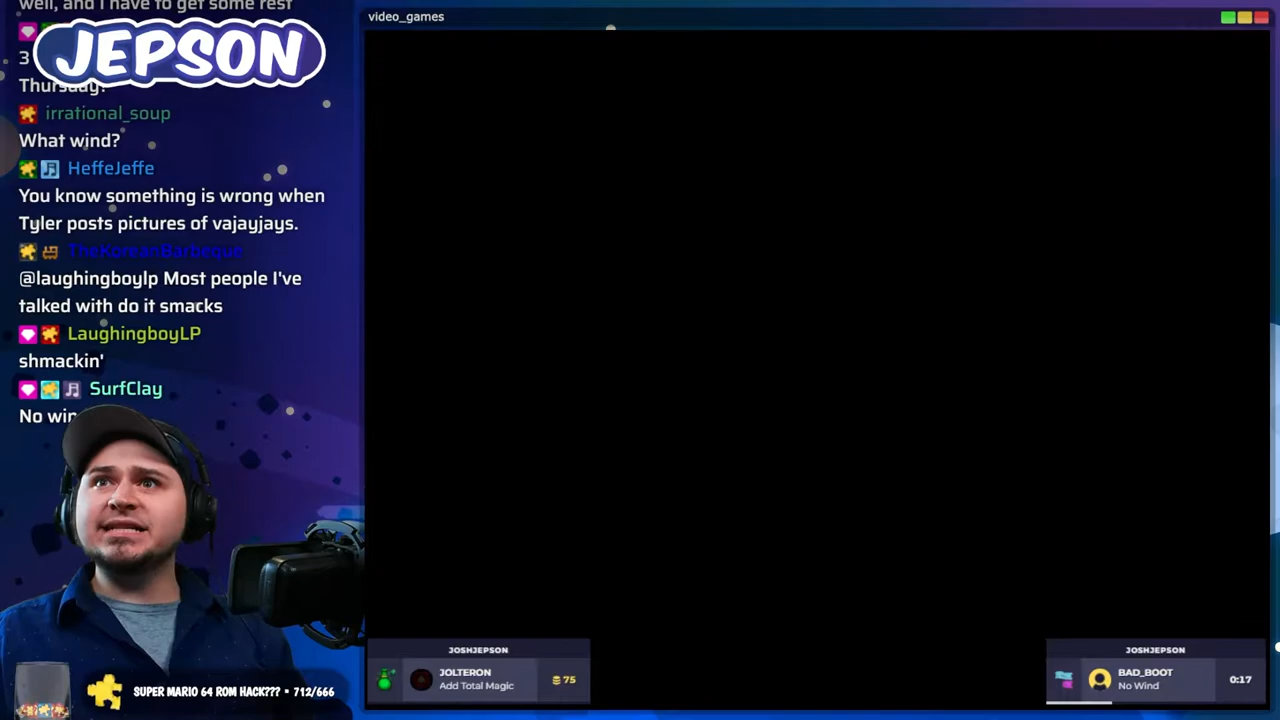 well, and I have to get some rest
JEPSON
3
Thursday?
irrational_soup
What wind?
HeffeJeffe
You know something is wrong when
Tyler posts pictures of vajayjays.
TheKoreanBarbeque
@laughingboylp Most people I've
talked with do it smacks
LaughingboyLP
shmackin'
SurfClay
No win
SUPER MARIO 64 ROM HACK??? • 712/666
video_games
JOSHJEPSON
JOLTERON
Add Total Magic
75
JOSHJEPSON
BAD_BOOT
No Wind
0:17